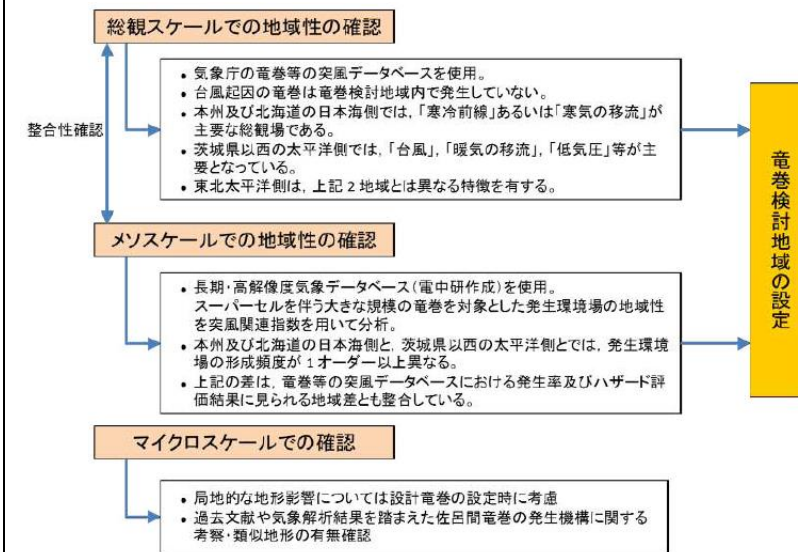 総観スケールでの地域性の確認
• 気象庁の竜巻等の突風データベースを使用。
• 台風起因の竜巻は竜巻検討地域内で発生していない。
• 本州及び北海道の日本海側では，「寒冷前線」あるいは「寒気の移流」が
主要な総観場である。
• 茨城県以西の太平洋側では，「台風」，「暖気の移流」，「低気圧」等が主
要となっている。
• 東北太平洋側は，上記２地域とは異なる特徴を有する。
整合性確認
メソスケールでの地域性の確認
• 長期・高解像度気象データベース（電中研作成）を使用。
スーパーセルを伴う大きな規模の竜巻を対象とした発生環境場の地域性
を突風関連指数を用いて分析。
• 本州及び北海道の日本海側と，茨城県以西の太平洋側とでは，発生環境
場の形成頻度が１オーダー以上異なる。
• 上記の差は，竜巻等の突風データベースにおける発生率及びハザード評
価結果に見られる地域差とも整合している。
マイクロスケールでの確認
• 局地的な地形影響については設計竜巻の設定時に考慮
• 過去文献や気象解析結果を踏まえた佐呂間竜巻の発生機構に関する
考察・類似地形の有無確認
竜巻検討地域の設定